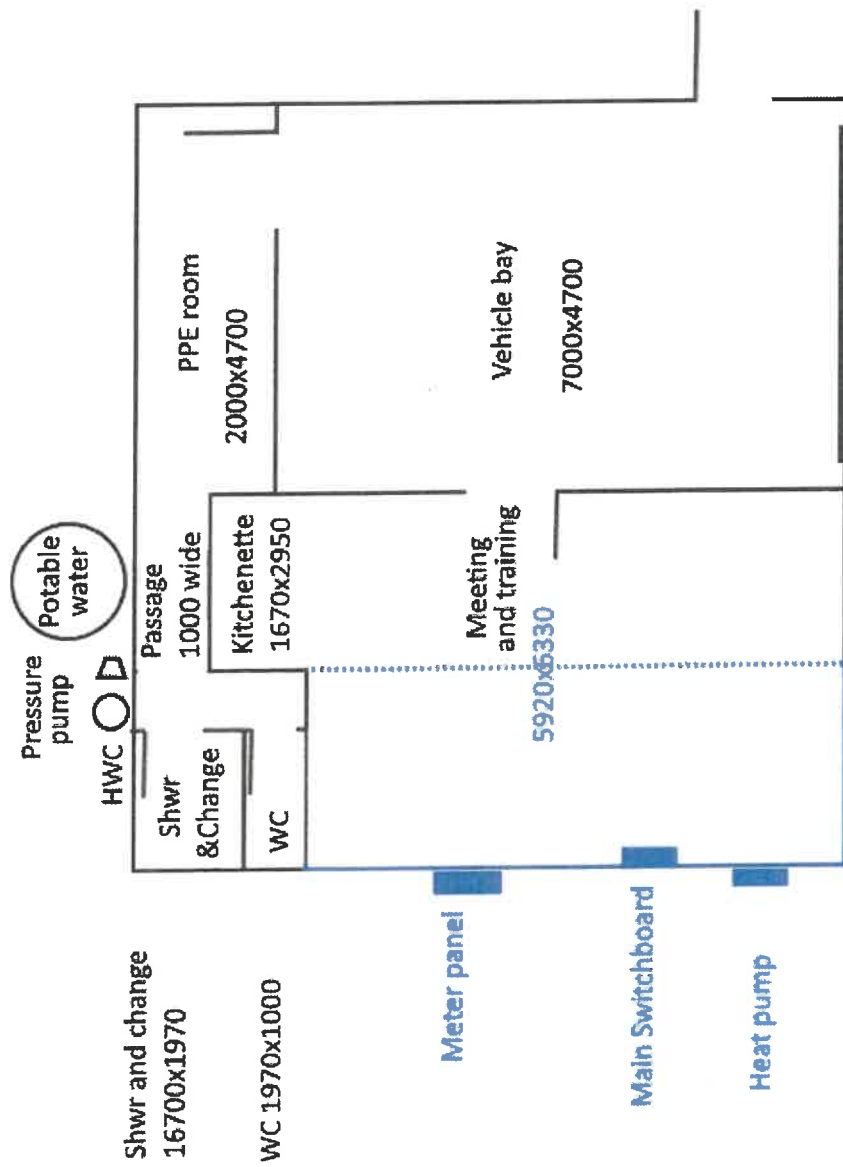 Pressure
pump
Potable
water
HWC
Shwr and change
16700x1970
WC 1970x1000
Shwr
&Change
WC
Passage
1000 wide
Kitchenette
1670x2950
PPE room
2000x4700
Meeting
and training
5920x6330
Vehicle bay
7000x4700
Meter panel
Main Switchboard
Heat pump